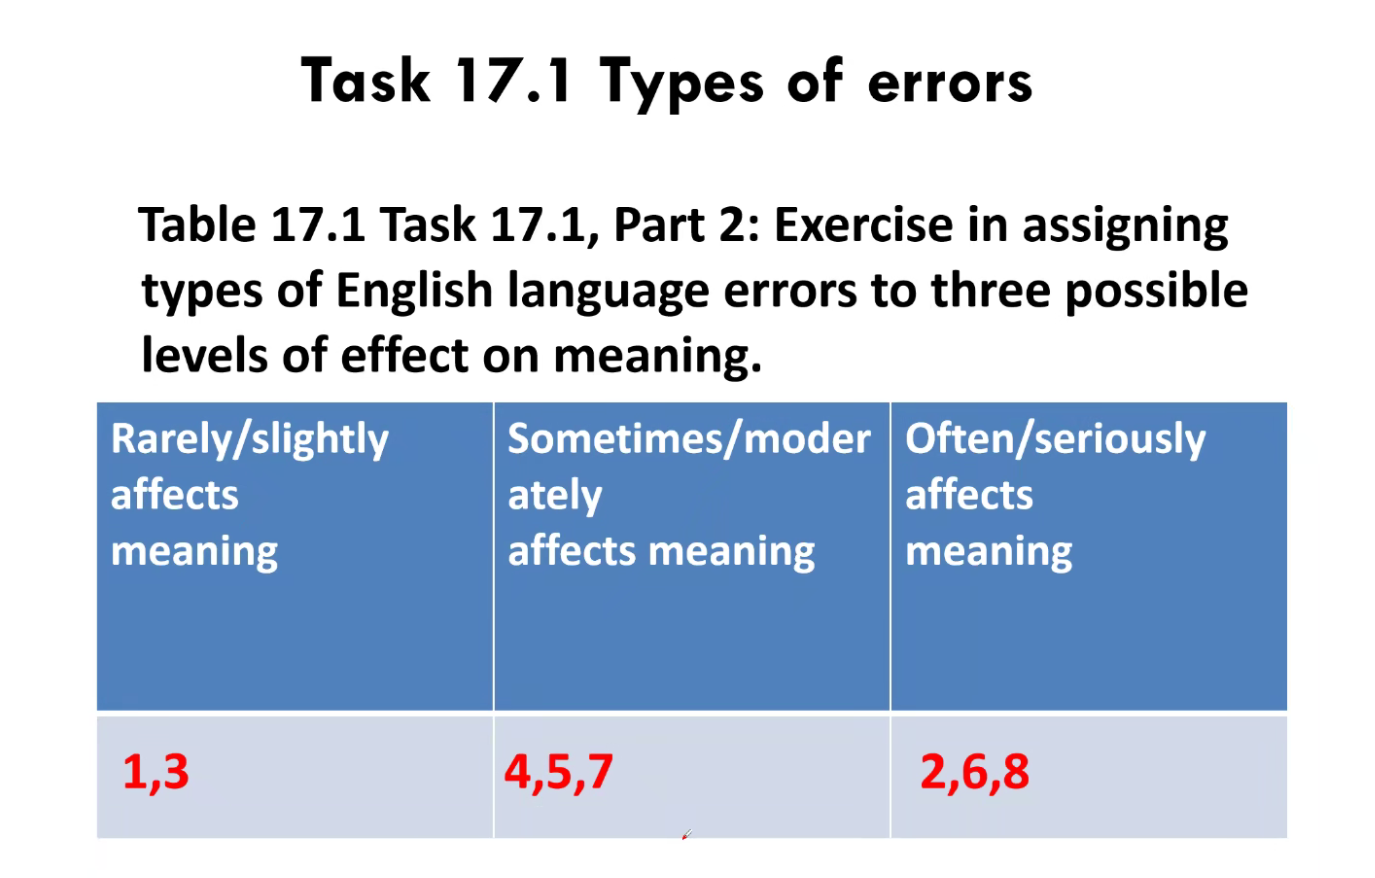 Task 17.1 Types of errors
Table 17.1 Task 17.1, Part 2: Exercise in assigning
types of English language errors to three possible
levels of effect on meaning.
Rarely/slightly
affects
meaning
Sometimes/moder
ately
affects meaning
Often/seriously
affects
meaning
1,3
4,5,7
2,6,8